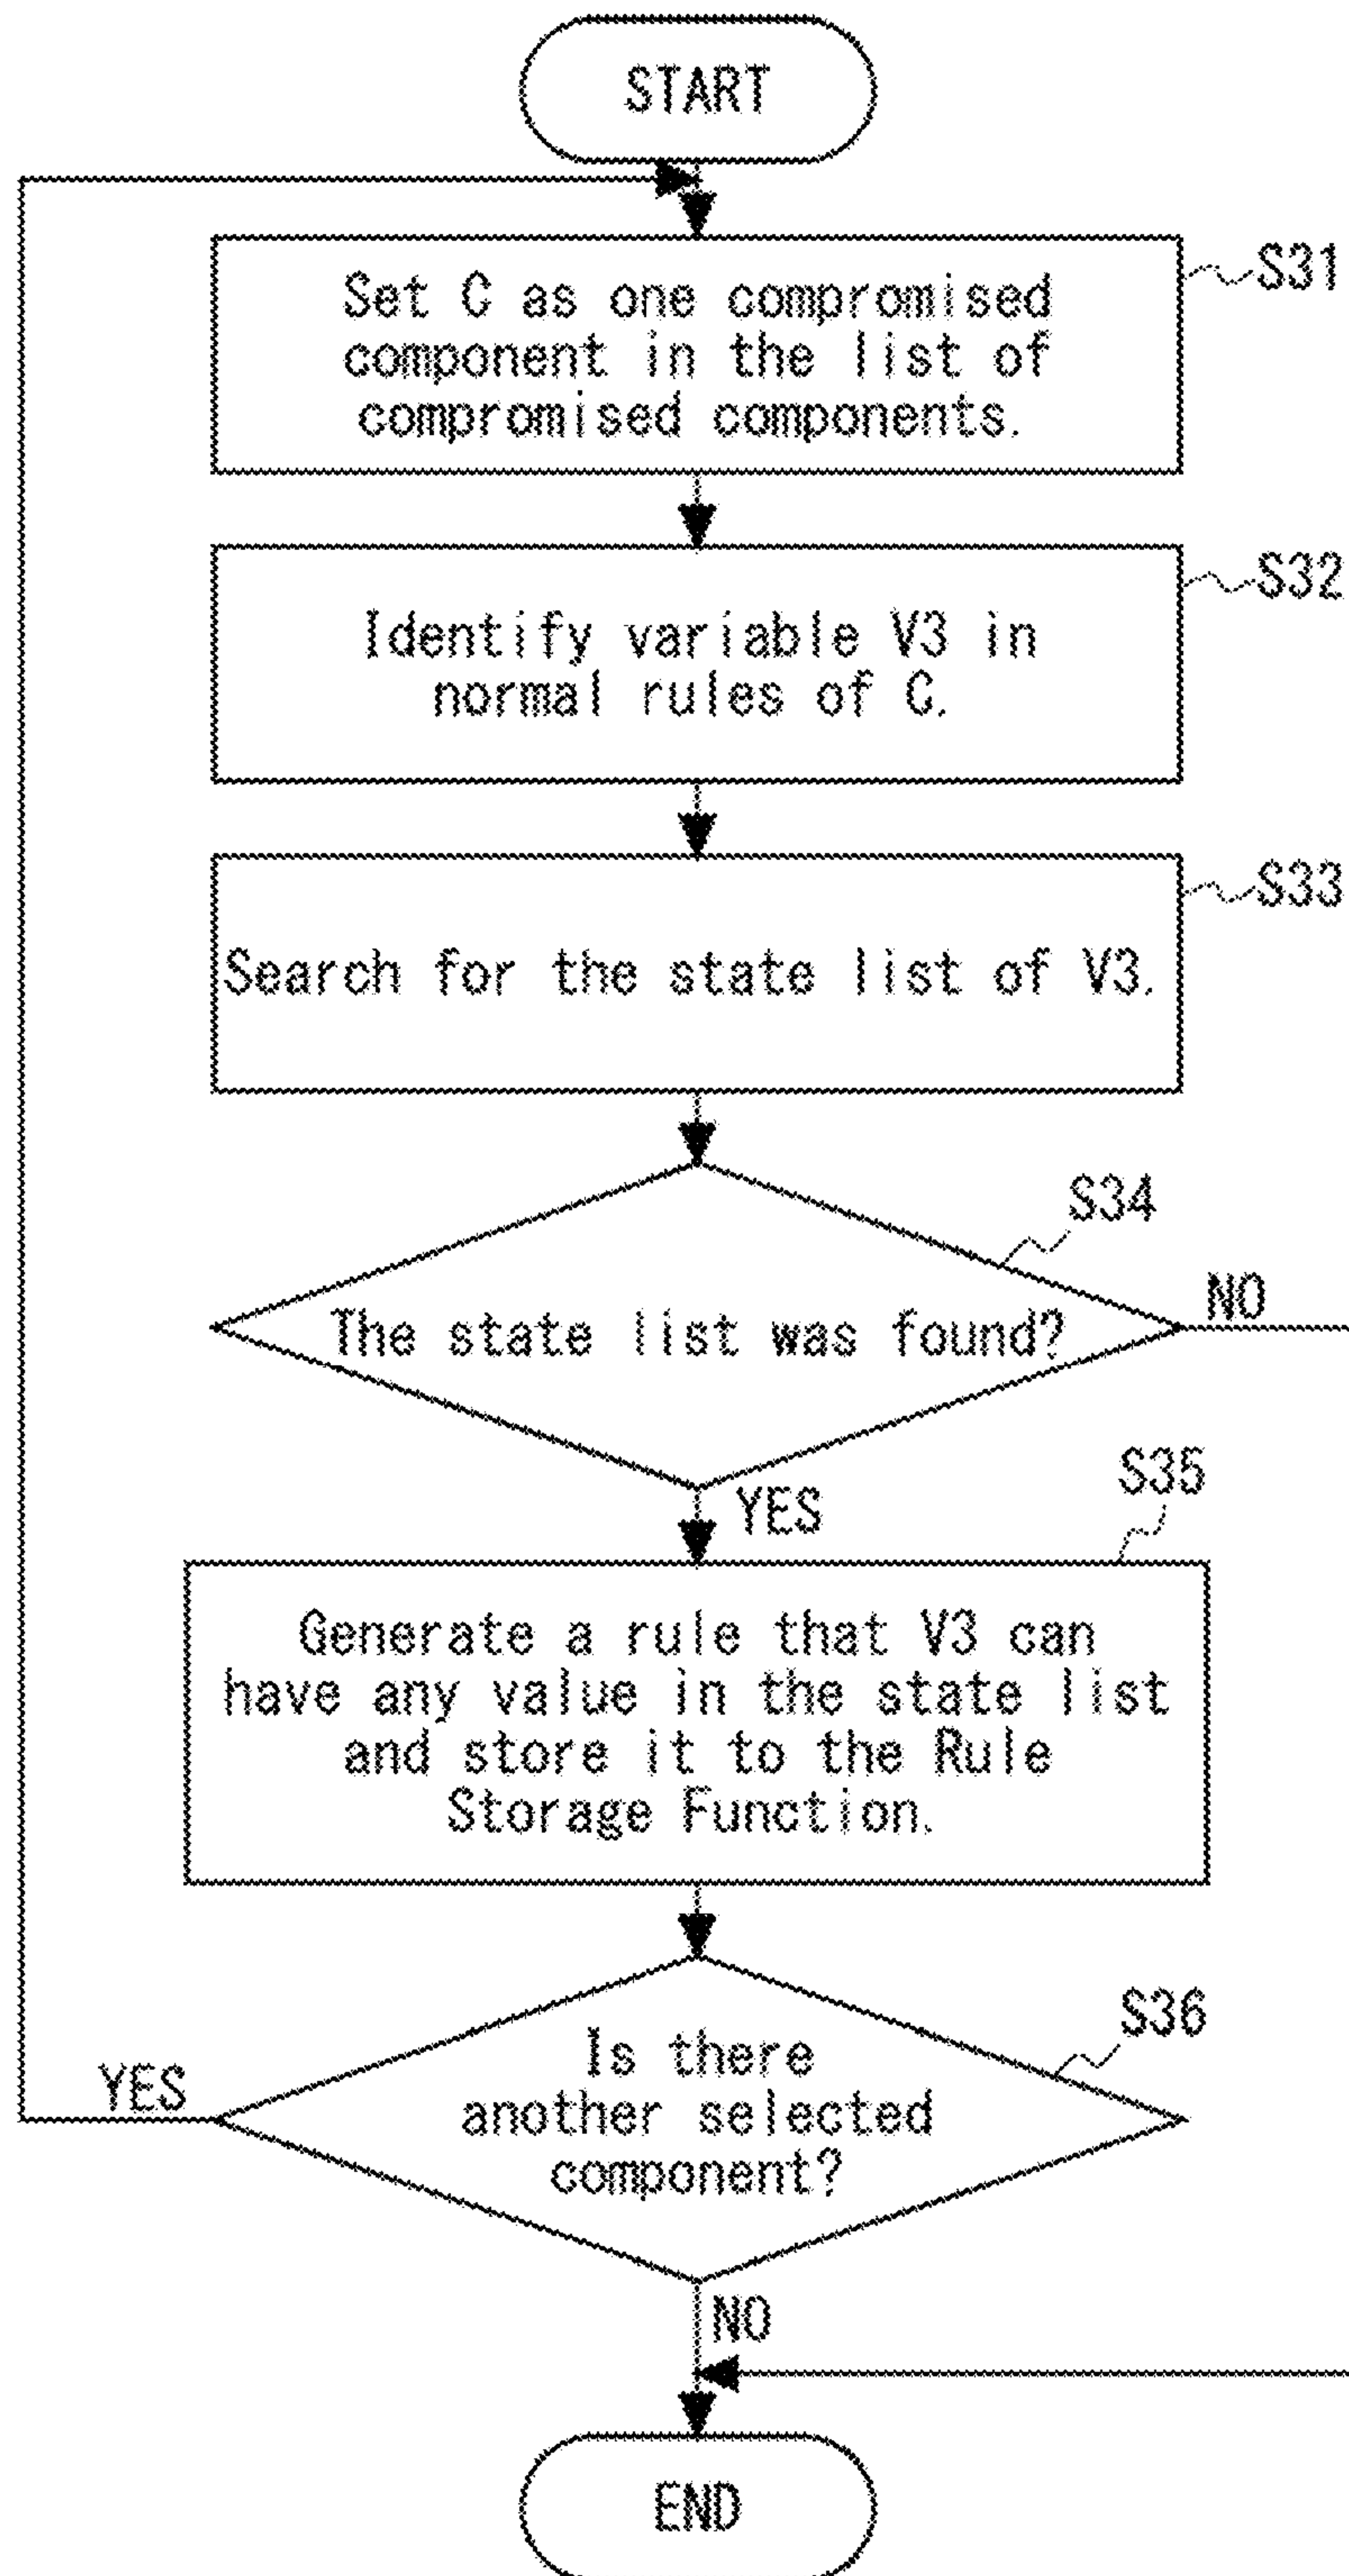 START
Set C as one compromised
component in the list of
compromised components.
S31
Identify variable V3 in
normal rules of C.
S32
Search for the state list of V3.
S33
S34
The state list was found?
NO
YES
S35
Generate a rule that V3 can
have any value in the state list
and store it to the Rule
Storage Function.
S36
Is there
another selected
component?
YES
NO
END